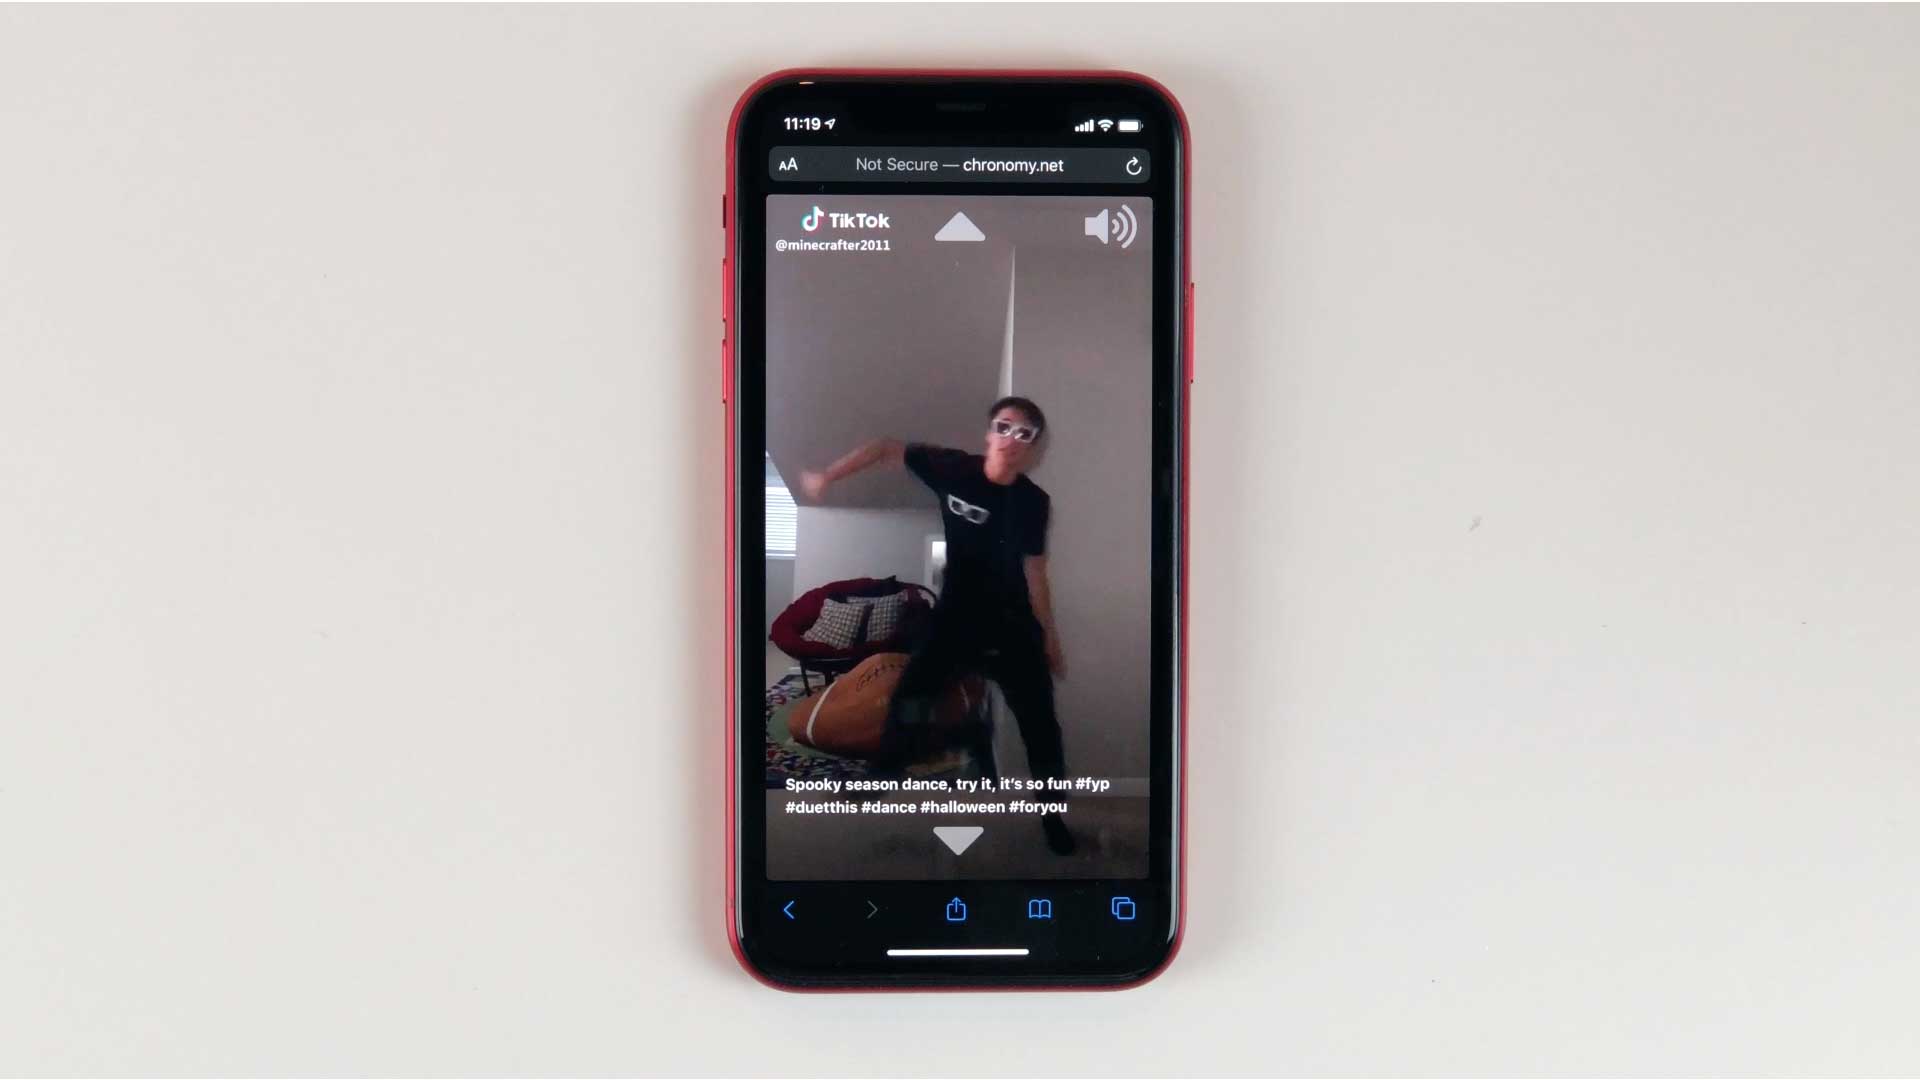 11:19
AA
Not Secure — chronomy.net
TikTok
@minecrafter2011
Spooky season dance, try it, it's so fun #fyp
#duetthis #dance #halloween #foryou